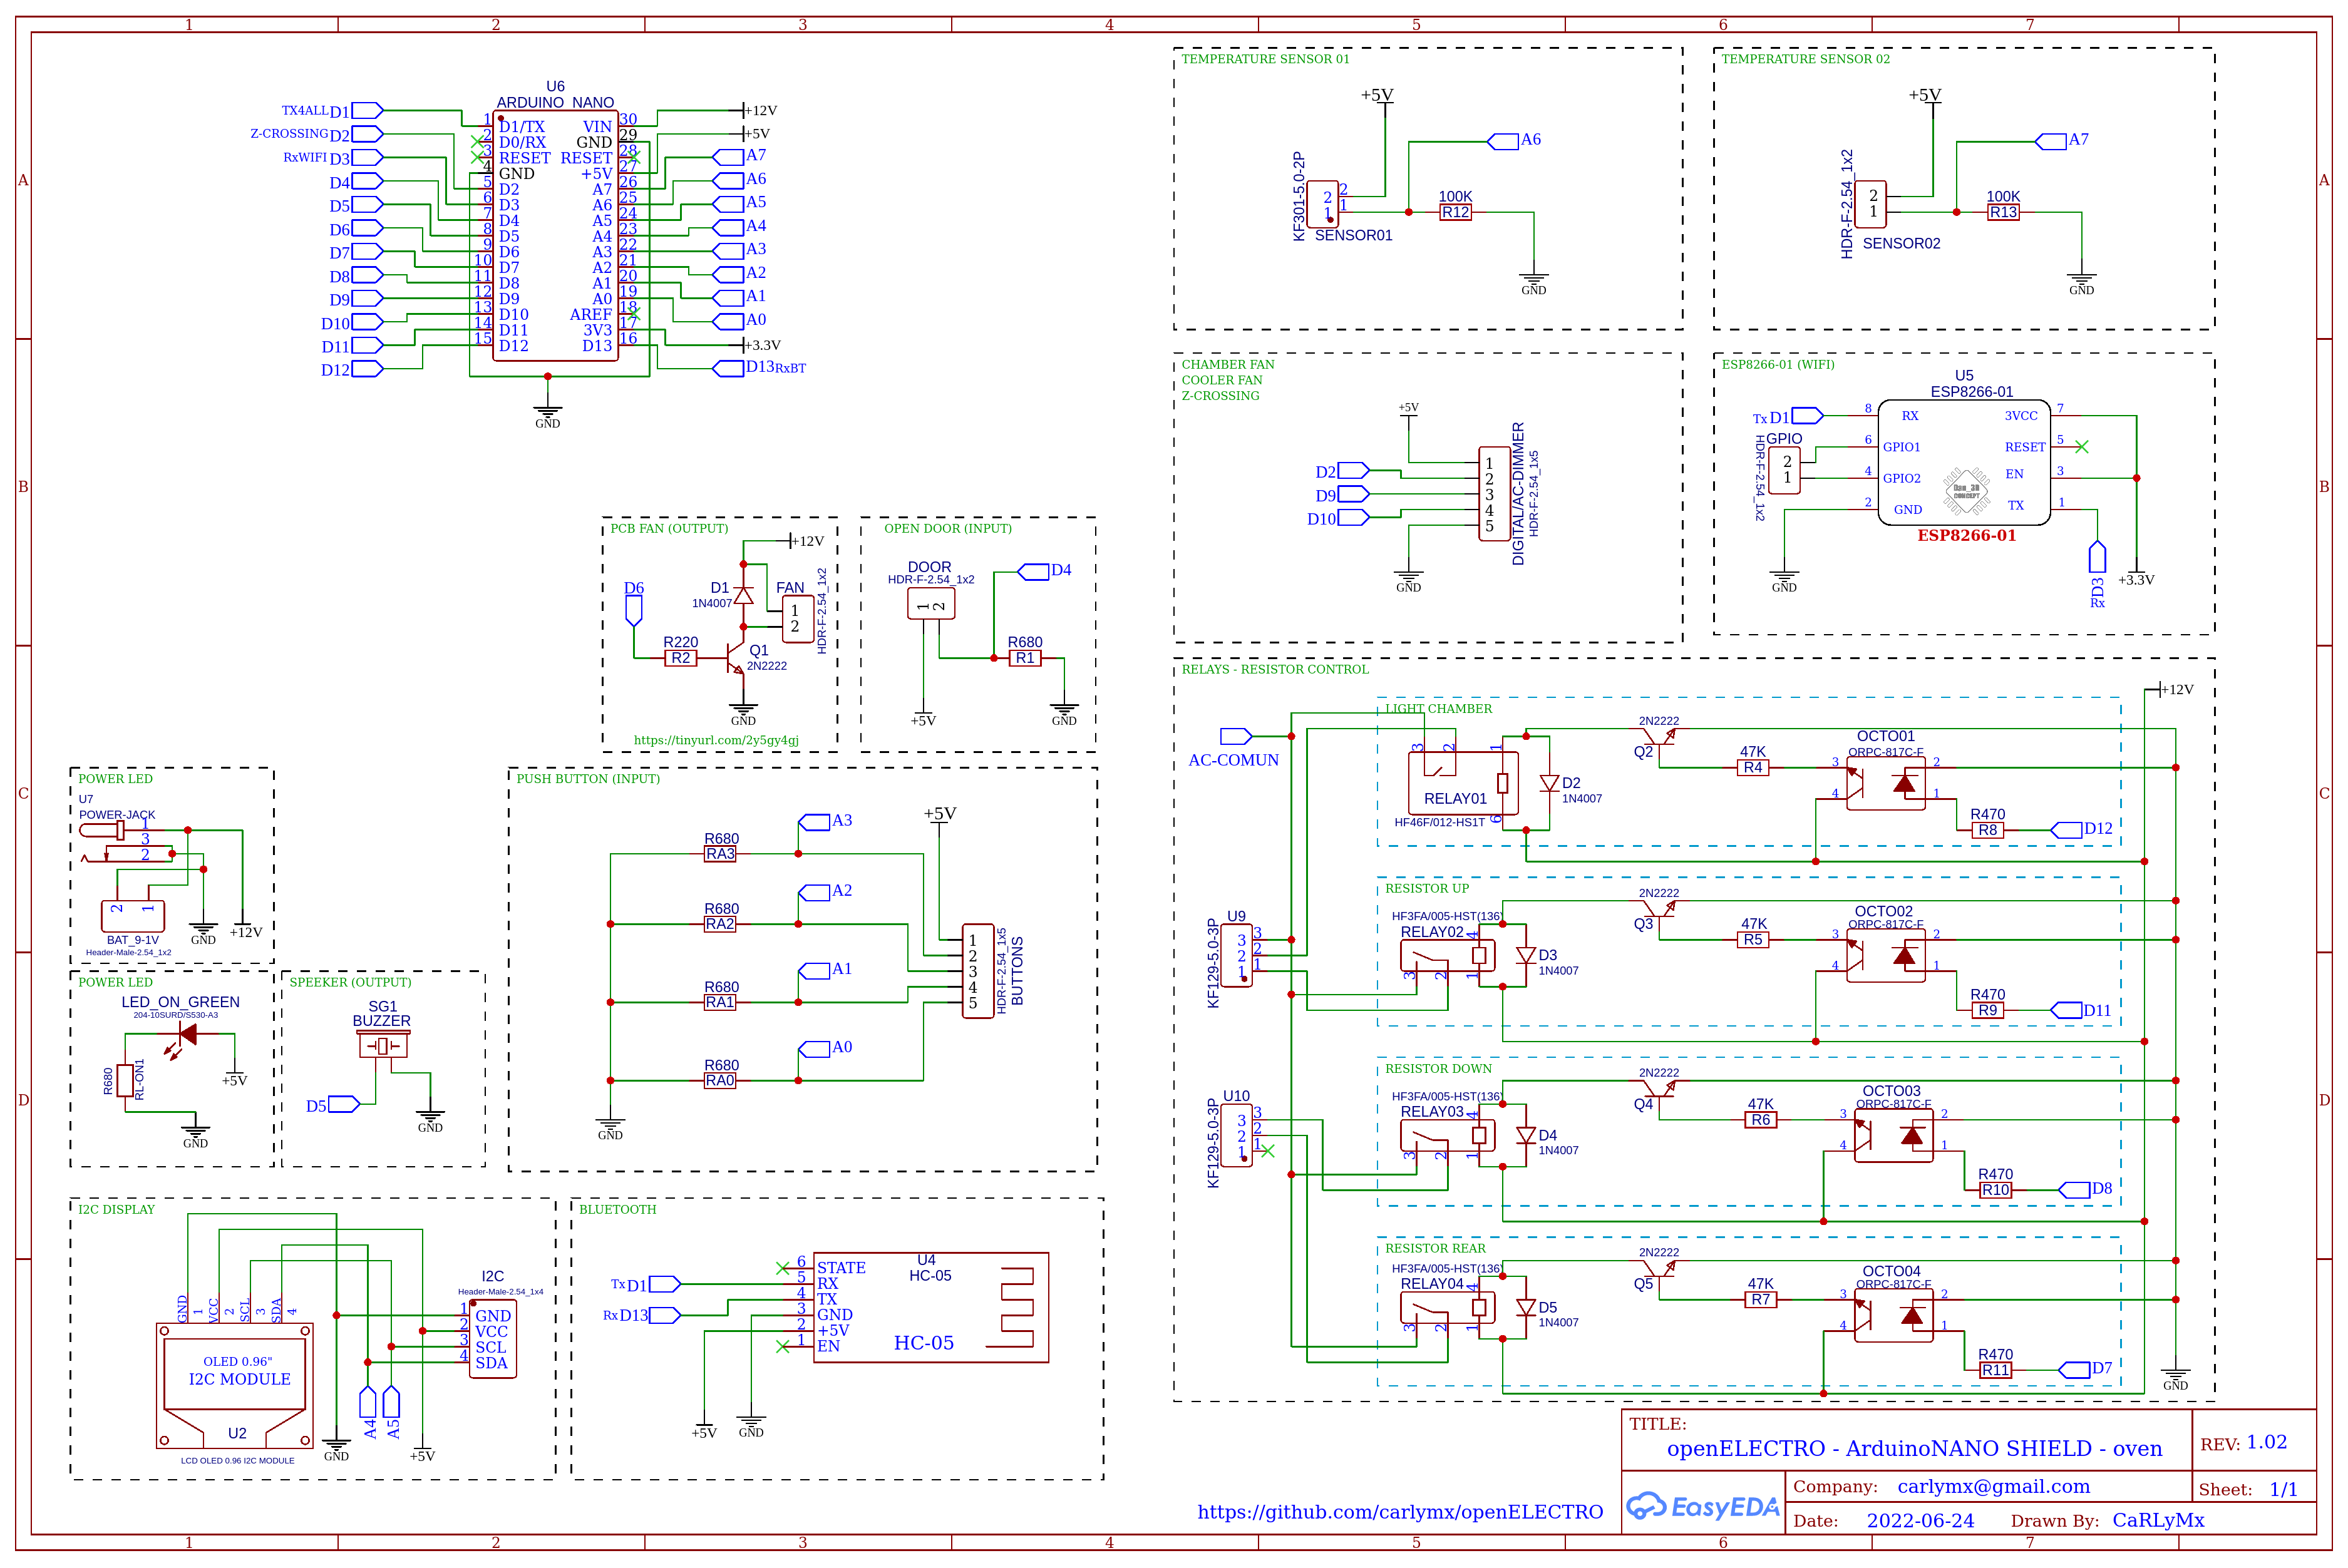 1 2 3 4 5 6 7
A
B
C
D
U6
ARDUINO_NANO
TX4ALL D1
Z-CROSSING D2
RxWIFI D3
D4
D5
D6
D7
D8
D9
D10
D11
D12
1 D1/TX
2 D0/RX
3 RESET
4 GND
5 D2
6 D3
7 D4
8 D5
9 D6
10 D7
11 D8
12 D9
13 D10
14 D11
15 D12
VIN 30
GND 29
RESET 28
+5V 27
A7 26
A6 25
A5 24
A4 23
A3 22
A2 21
A1 20
A0 19
AREF 18
3V3 17
D13 16
+12V
+5V
A7
A6
A5
A4
A3
A2
A1
A0
+3.3V
D13 RxBT
GND
TEMPERATURE SENSOR 01
+5V
A6
KF301-5.0-2P
2 2
1 1
SENSOR01
100K
R12
GND
TEMPERATURE SENSOR 02
+5V
A7
HDR-F-2.54_1x2
2
1
SENSOR02
100K
R13
GND
CHAMBER FAN
COOLER FAN
Z-CROSSING
+5V
D2
D9
D10
1
2
3
4
5
DIGITAL/AC-DIMMER
HDR-F-2.54_1x5
GND
ESP8266-01 (WIFI)
U5
ESP8266-01
Tx D1
GPIO
HDR-F-2.54_1x2
2
1
8 RX
6 GPIO1
4 GPIO2
2 GND
3VCC 7
RESET 5
EN 3
TX 1
ESP8266-01
GND
D3
Rx
+3.3V
PCB FAN (OUTPUT)
+12V
D6
D1
1N4007
FAN
1
2
HDR-F-2.54_1x2
R220
R2
Q1
2N2222
GND
https://tinyurl.com/2y5gy4gj
OPEN DOOR (INPUT)
DOOR
HDR-F-2.54_1x2
1 2
D4
R680
R1
+5V
GND
POWER LED
U7
POWER-JACK
1
3
2
2 1
BAT_9-1V
Header-Male-2.54_1x2
GND
+12V
POWER LED
LED_ON_GREEN
204-10SURD/S530-A3
R680
RL-ON1
+5V
GND
SPEEKER (OUTPUT)
SG1
BUZZER
D5
GND
PUSH BUTTON (INPUT)
A3
R680
RA3
A2
R680
RA2
A1
R680
RA1
A0
R680
RA0
+5V
1
2
3
4
5
HDR-F-2.54_1x5
BUTTONS
GND
I2C DISPLAY
GND 1
VCC 2
SCL 3
SDA 4
OLED 0.96"
I2C MODULE
U2
LCD OLED 0.96 I2C MODULE
I2C
Header-Male-2.54_1x4
1 GND
2 VCC
3 SCL
4 SDA
A4
A5
GND
+5V
BLUETOOTH
Tx D1
Rx D13
6 STATE
5 RX
4 TX
3 GND
2 +5V
1 EN
U4
HC-05
HC-05
+5V
GND
RELAYS - RESISTOR CONTROL
+12V
AC-COMUN
LIGHT CHAMBER
3 2 1
RELAY01
HF46F/012-HS1T
6
D2
1N4007
2N2222
Q2
47K
R4
OCTO01
ORPC-817C-F
3 2
4 1
R470
R8
D12
RESISTOR UP
HF3FA/005-HST(136)
RELAY02
4
3 2 1
D3
1N4007
2N2222
Q3
47K
R5
OCTO02
ORPC-817C-F
3 2
4 1
R470
R9
D11
U9
KF129-5.0-3P
3 3
2 2
1 1
RESISTOR DOWN
HF3FA/005-HST(136)
RELAY03
4
3 2 1
D4
1N4007
2N2222
Q4
47K
R6
OCTO03
ORPC-817C-F
3 2
4 1
R470
R10
D8
U10
KF129-5.0-3P
3 3
2 2
1 1
RESISTOR REAR
HF3FA/005-HST(136)
RELAY04
4
3 2 1
D5
1N4007
2N2222
Q5
47K
R7
OCTO04
ORPC-817C-F
3 2
4 1
R470
R11
D7
GND
TITLE:
openELECTRO - ArduinoNANO SHIELD - oven
REV: 1.02
EasyEDA
Company: carlymx@gmail.com
Sheet: 1/1
Date: 2022-06-24
Drawn By: CaRLyMx
https://github.com/carlymx/openELECTRO
1 2 3 4 5 6 7
A
B
C
D